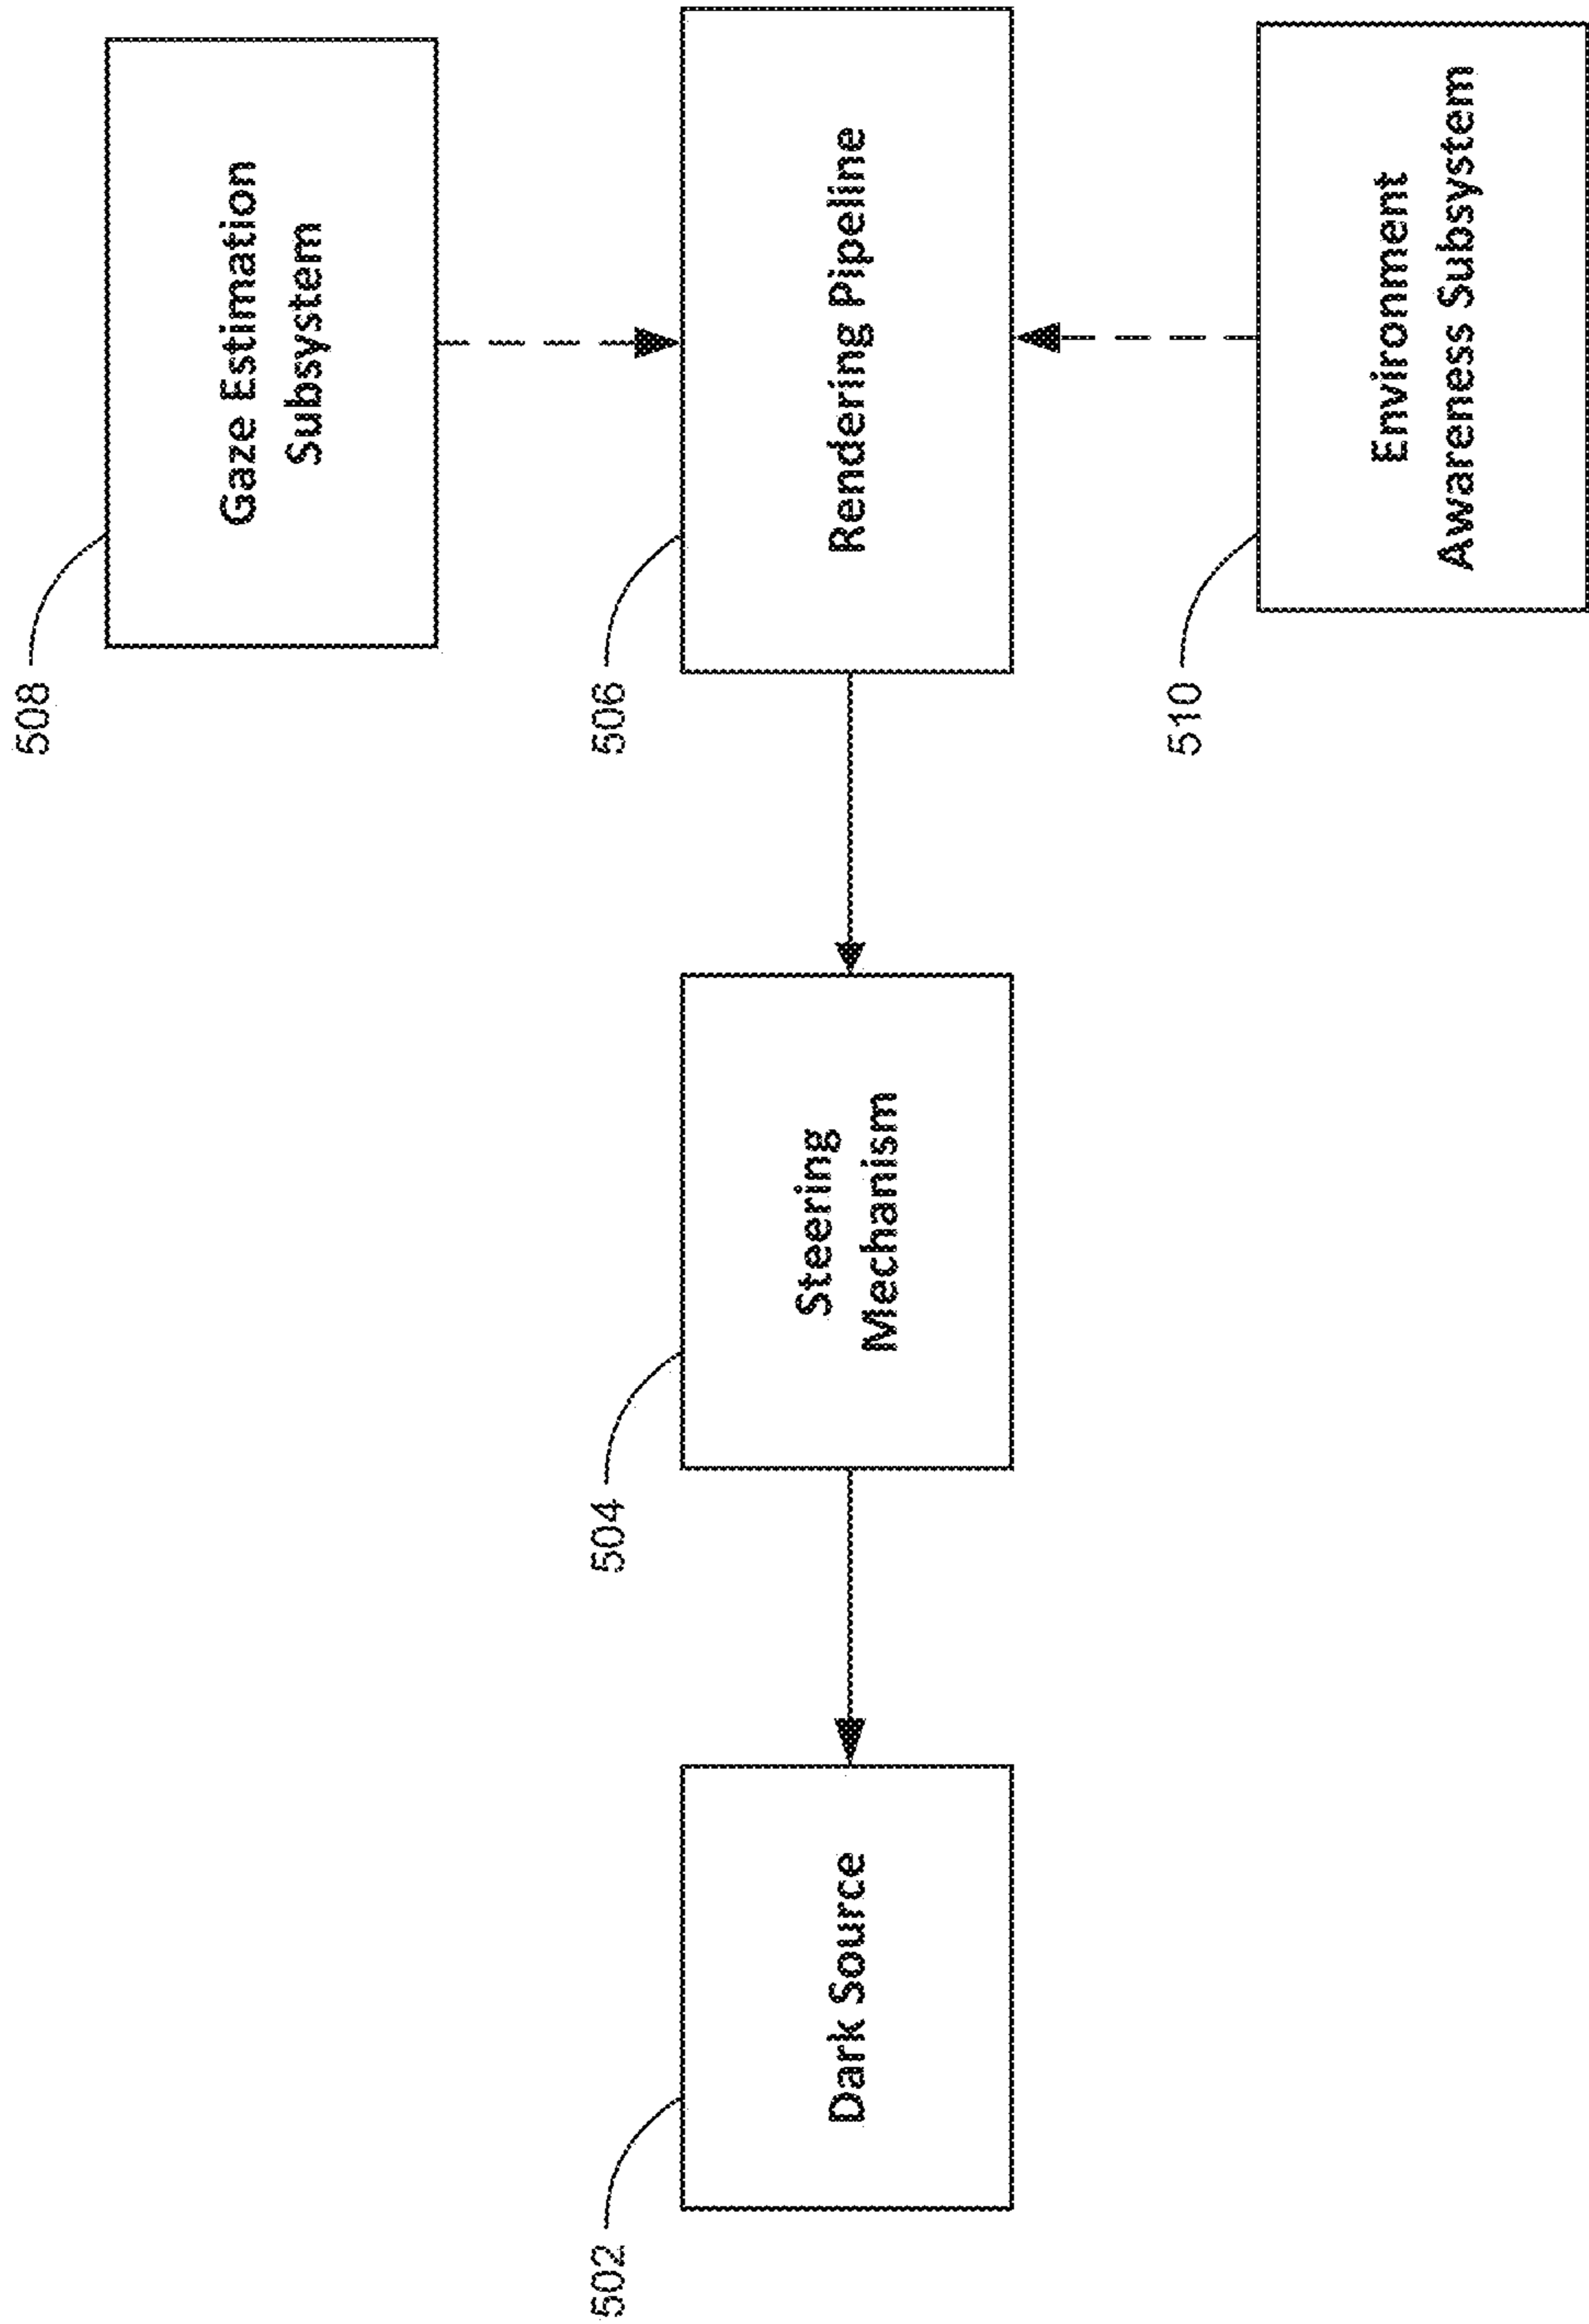 508
Gaze Estimation
Subsystem
502
Dark Source
504
Steering
Mechanism
506
Rendering Pipeline
510
Environment
Awareness Subsystem